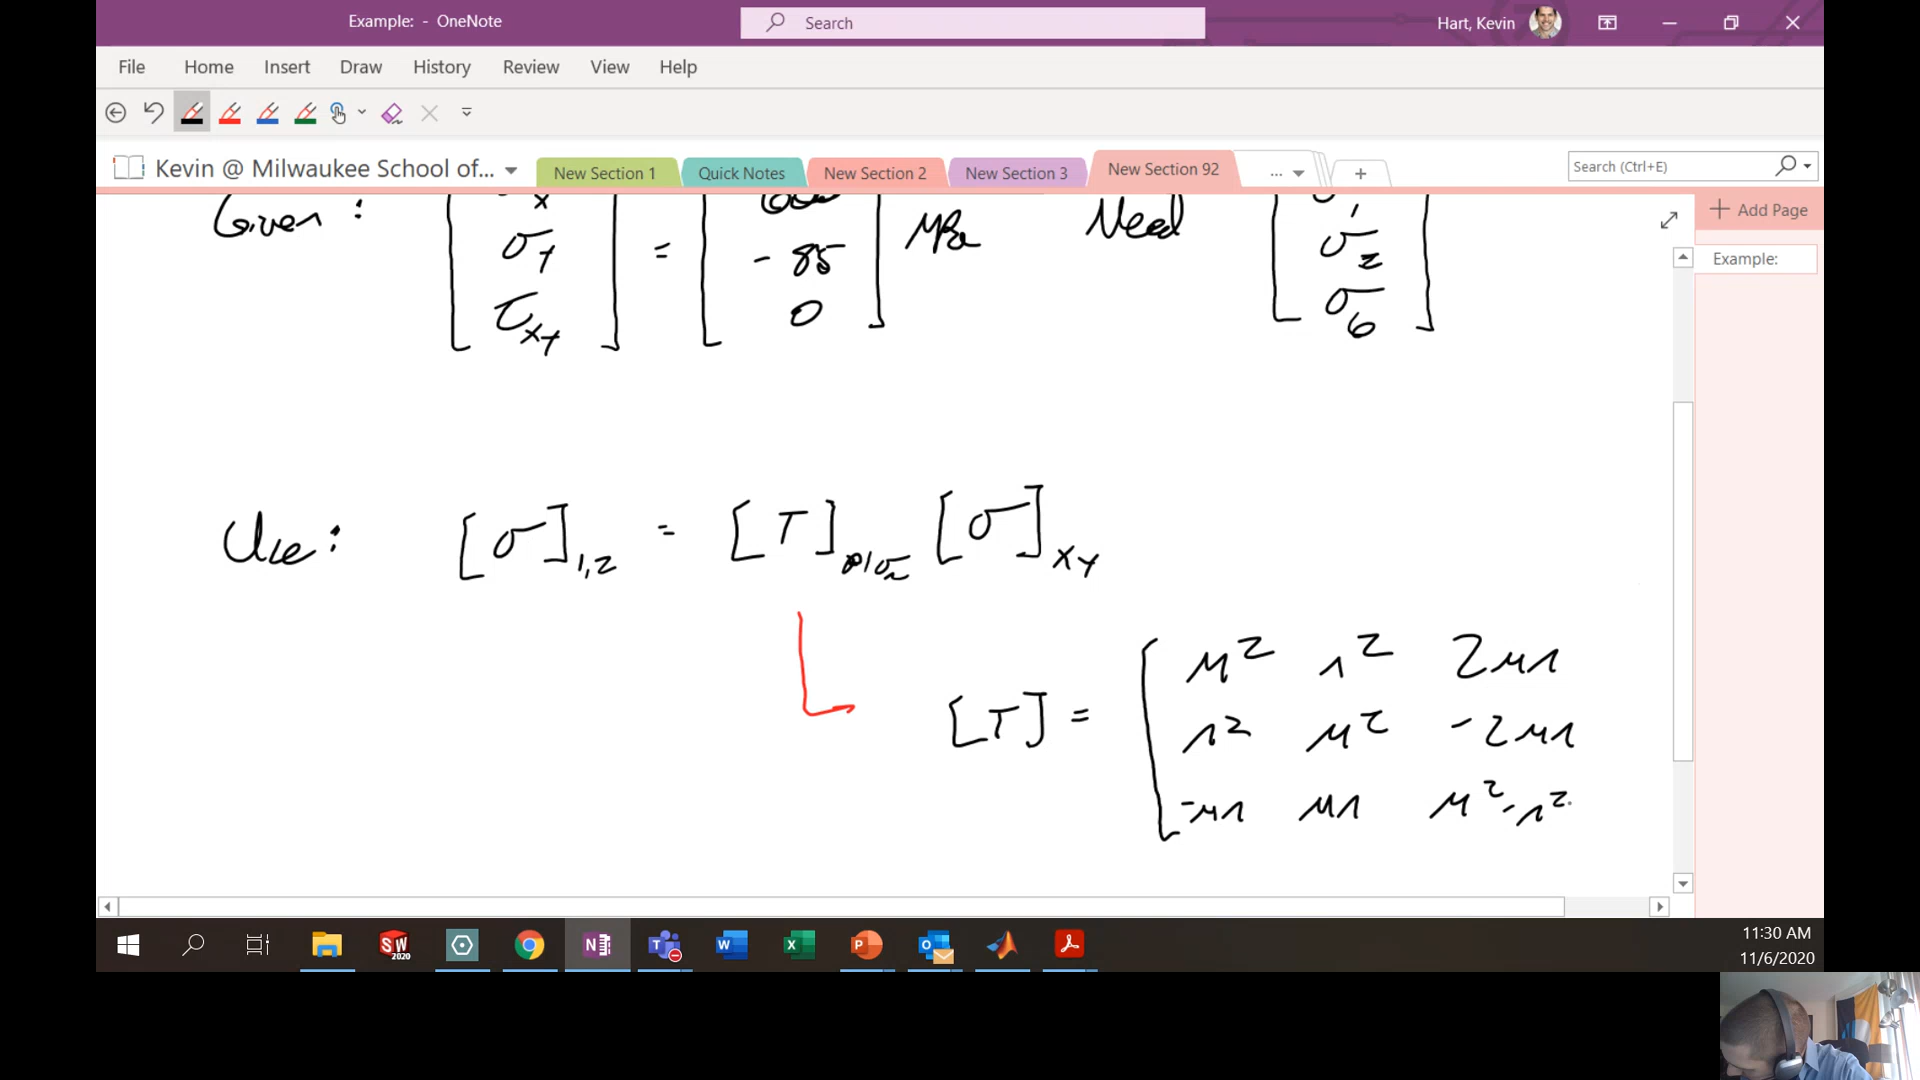 Example: - OneNote
Search
Hart, Kevin
File Home Insert Draw History Review View Help
Kevin @ Milwaukee School of...
New Section 1 Quick Notes New Section 2 New Section 3 New Section 92 ... +
Search (Ctrl+E)
Add Page
Example:
Given :
x
σY
τXY
=
- 85
0
MPa
Need
σ2
σ6
Use: [σ]1,2 = [T] [σ]XY
[T] =
m² n² 2mn
n² m² -2mn
-mn mn m²-n²
SW
2020
11:30 AM
11/6/2020